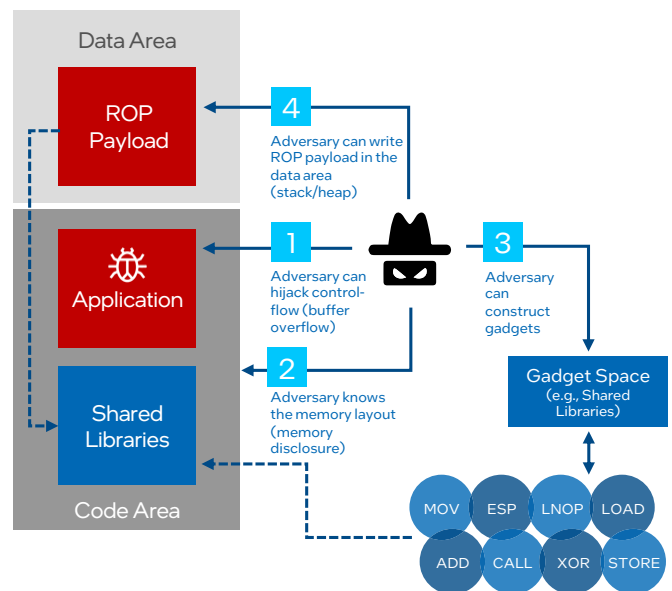 Data Area
ROP
Payload
4
Adversary can write
ROP payload in the
data area
(stack/heap)
1
Adversary can
hijack control-
flow (buffer
overflow)
3
Adversary
can
construct
gadgets
Application
2
Adversary knows
the memory layout
(memory
disclosure)
Shared
Libraries
Code Area
Gadget Space
(e.g., Shared
Libraries)
MOV ESP LNOP LOAD
ADD CALL XOR STORE